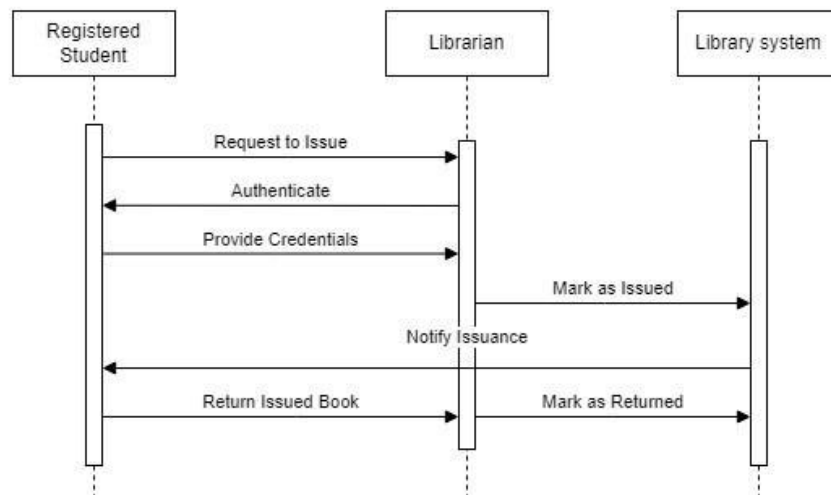 Registered
Student
Librarian
Library system
Request to Issue
Authenticate
Provide Credentials
Mark as Issued
Notify Issuance
Return Issued Book
Mark as Returned